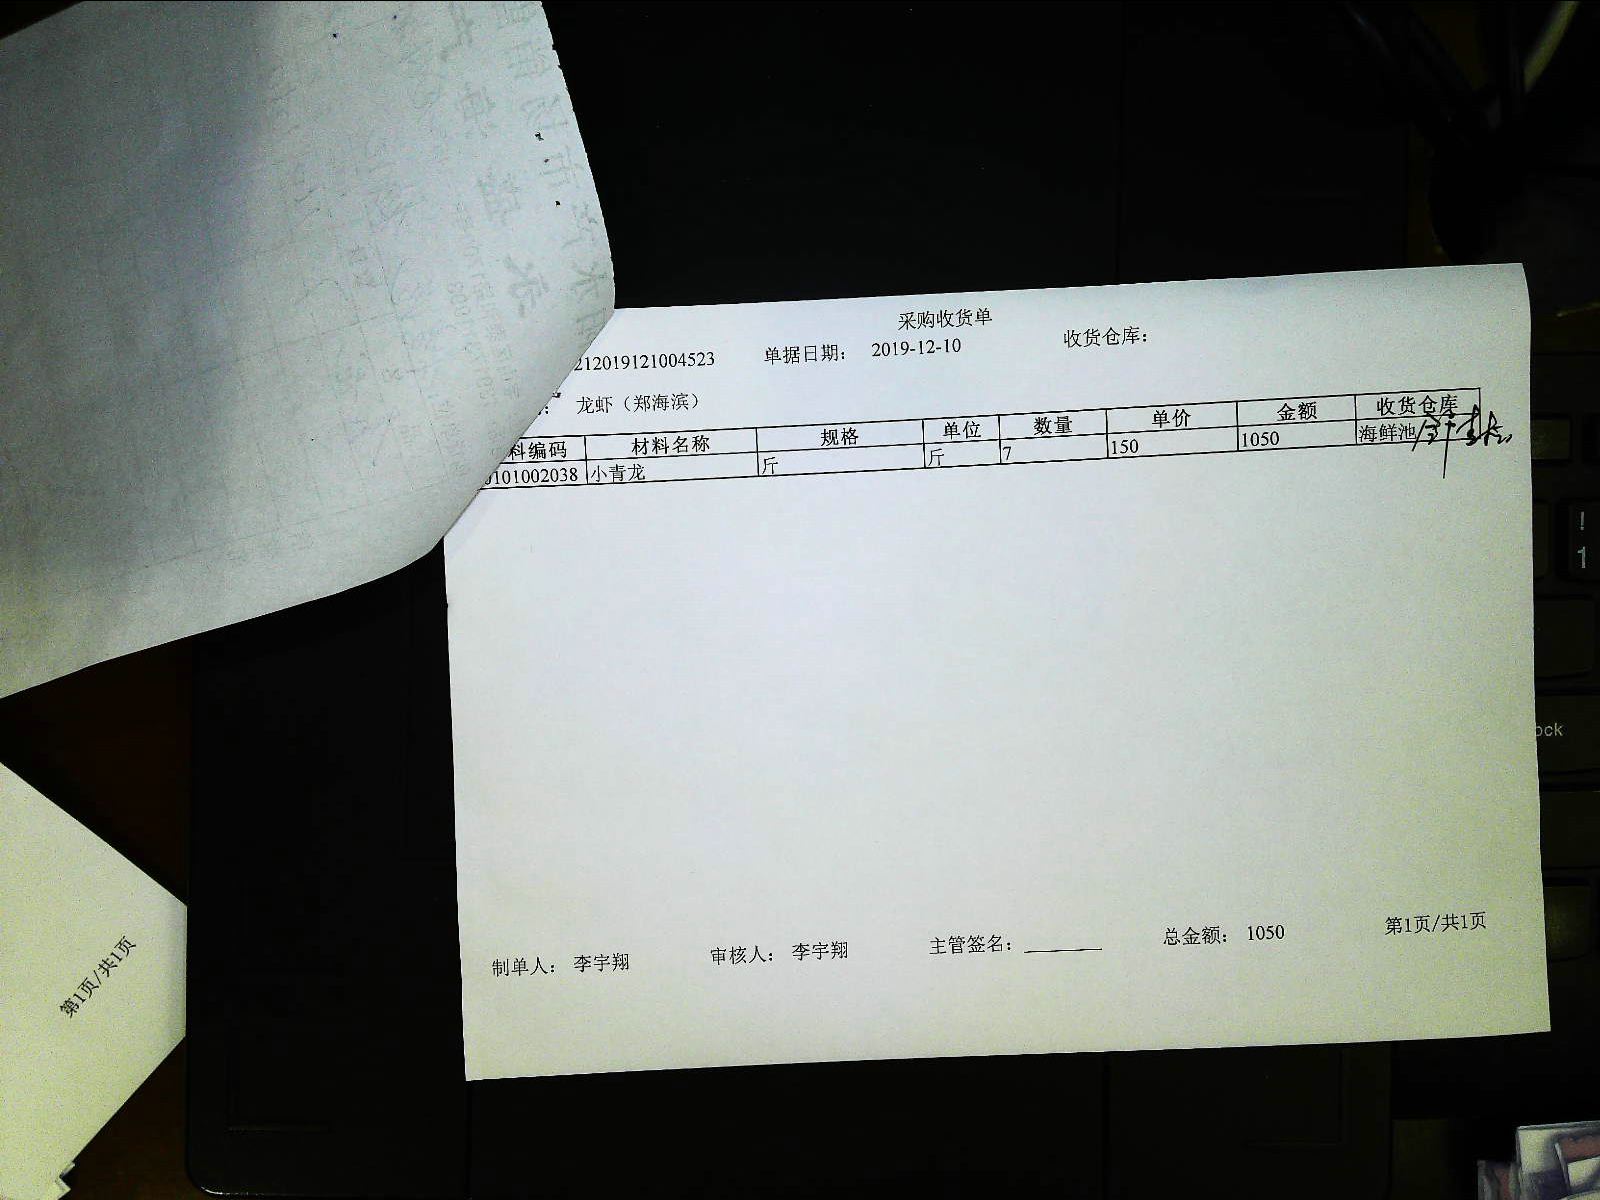 采购收货单
212019121004523 单据日期： 2019-12-10 收货仓库：
： 龙虾（郑海滨）
料编码 材料名称 规格 单位 数量 单价 金额 收货仓库
0101002038 小青龙 斤 斤 7 150 1050 海鲜池
制单人： 李宇翔 审核人： 李宇翔 主管签名： 总金额： 1050 第1页/共1页
第1页/共1页
!
1
ock